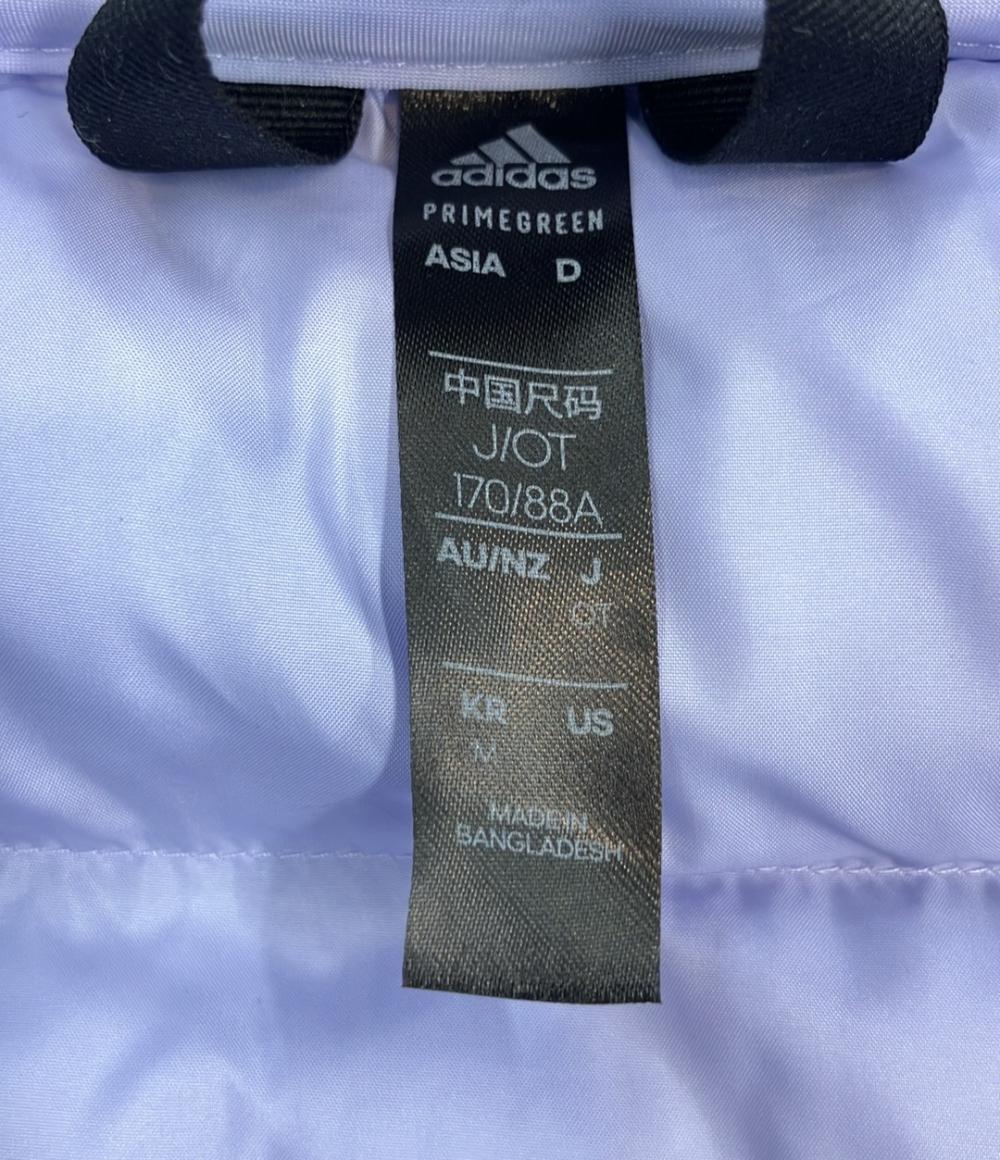 adidas
PRIMEGREEN
ASIA D
中国尺码
J/OT
170/88A
AU/NZ J
OT
KR US
M
MADE IN
BANGLADESH